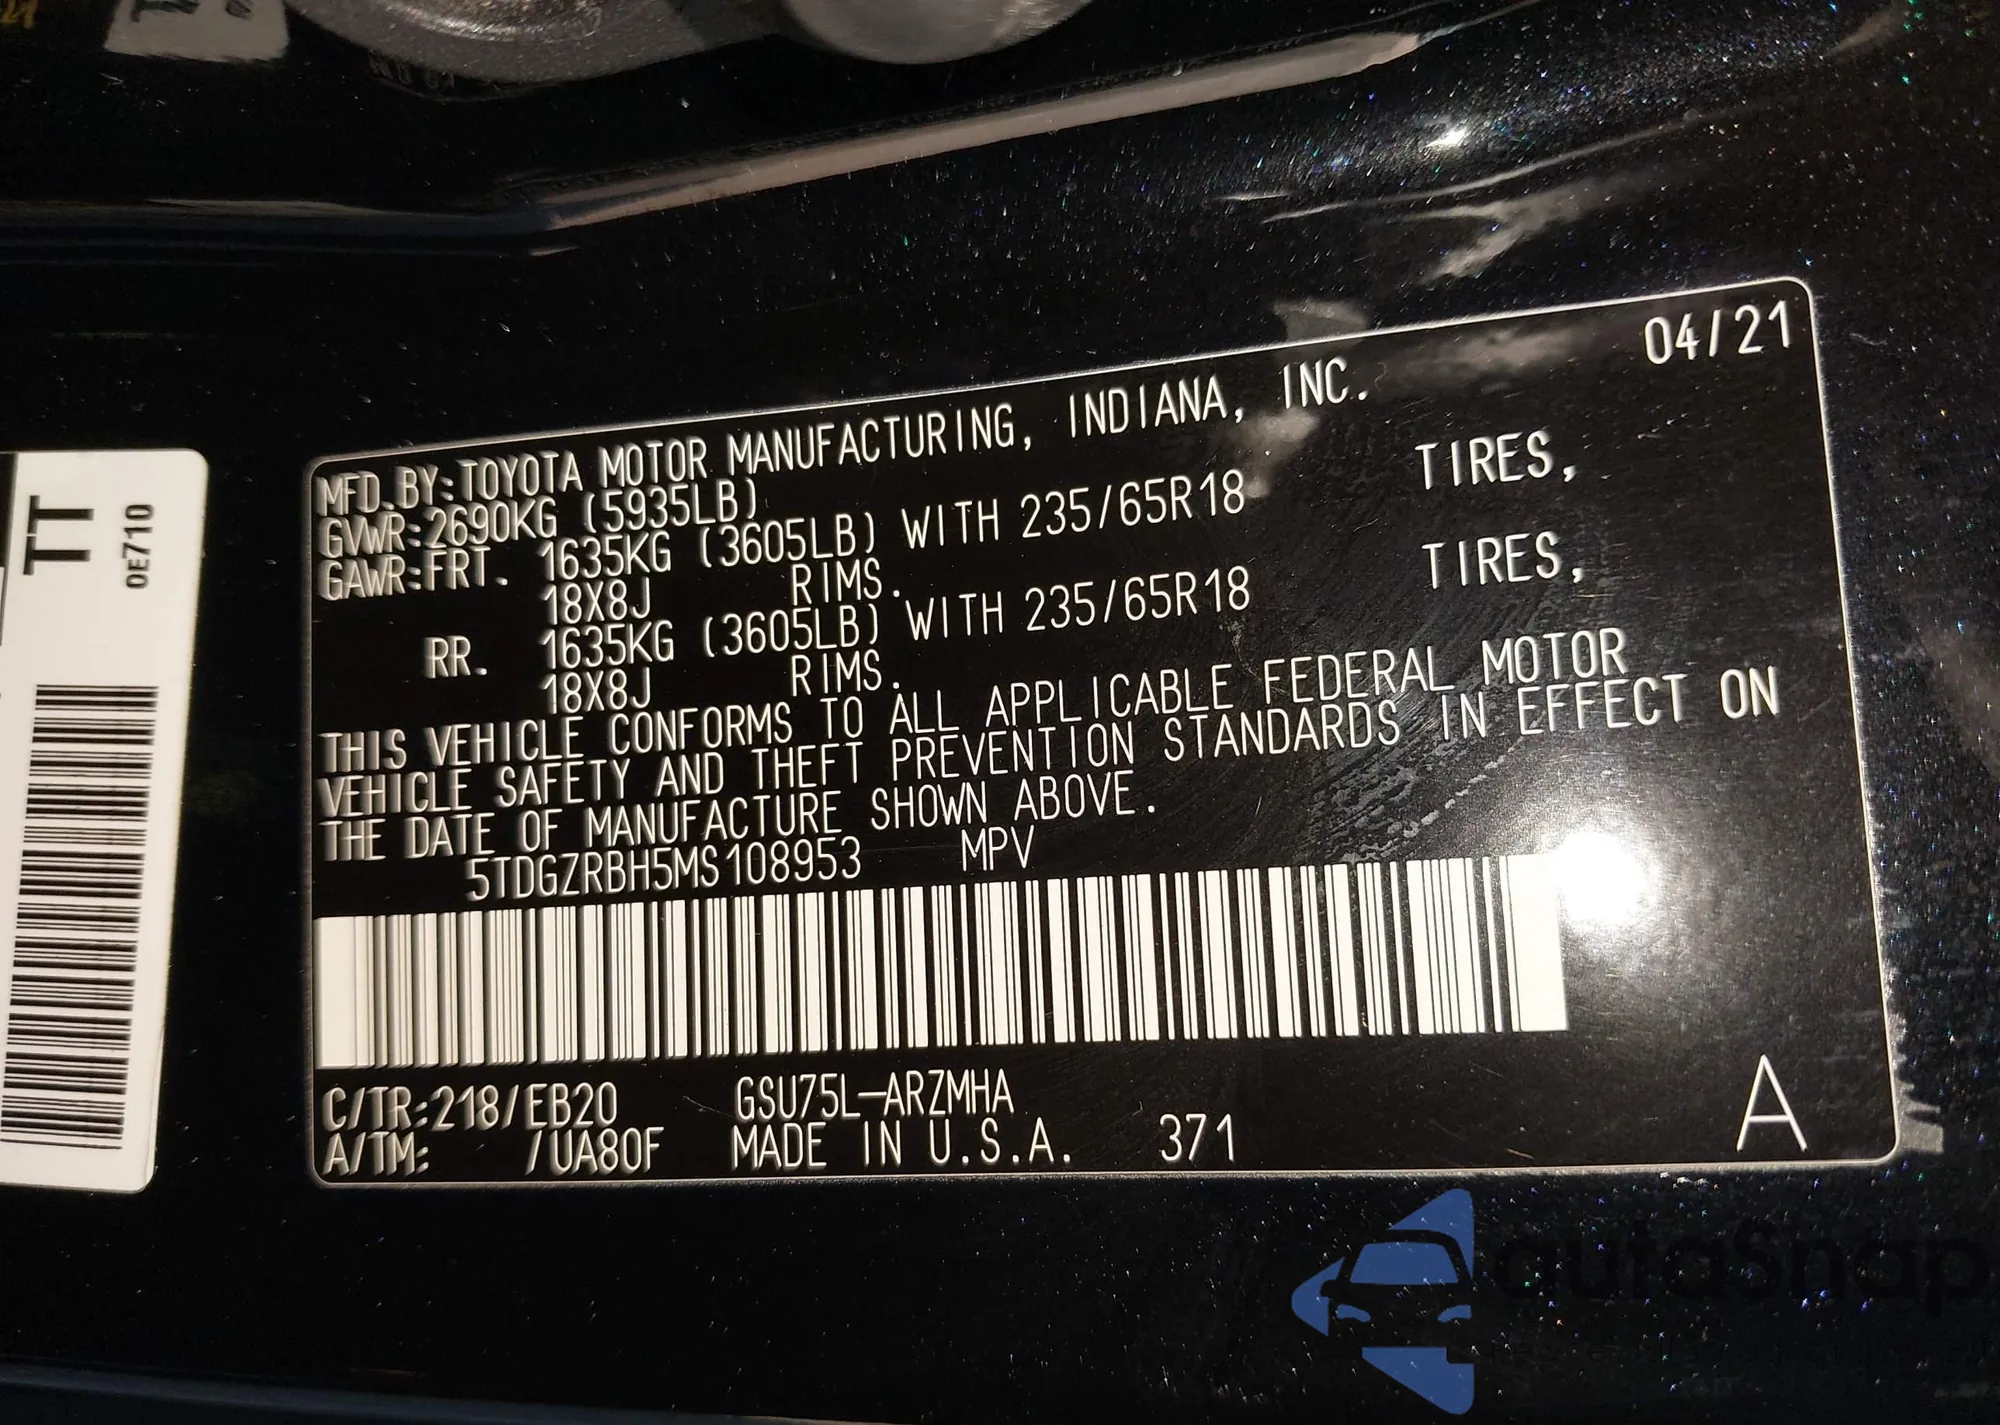 04/21
MFD.BY:TOYOTA MOTOR MANUFACTURING, INDIANA, INC.
GVWR:2690KG (5935LB)
GAWR:FRT. 1635KG (3605LB) WITH 235/65R18 TIRES,
18X8J RIMS.
RR. 1635KG (3605LB) WITH 235/65R18 TIRES,
18X8J RIMS.
THIS VEHICLE CONFORMS TO ALL APPLICABLE FEDERAL MOTOR
VEHICLE SAFETY AND THEFT PREVENTION STANDARDS IN EFFECT ON
THE DATE OF MANUFACTURE SHOWN ABOVE.
5TDGZRBH5MS108953 MPV
C/TR:218/EB20 GSU75L-ARZMHA
A/TM: /UA80F MADE IN U.S.A. 371
A
TT
0E710
autaSnap